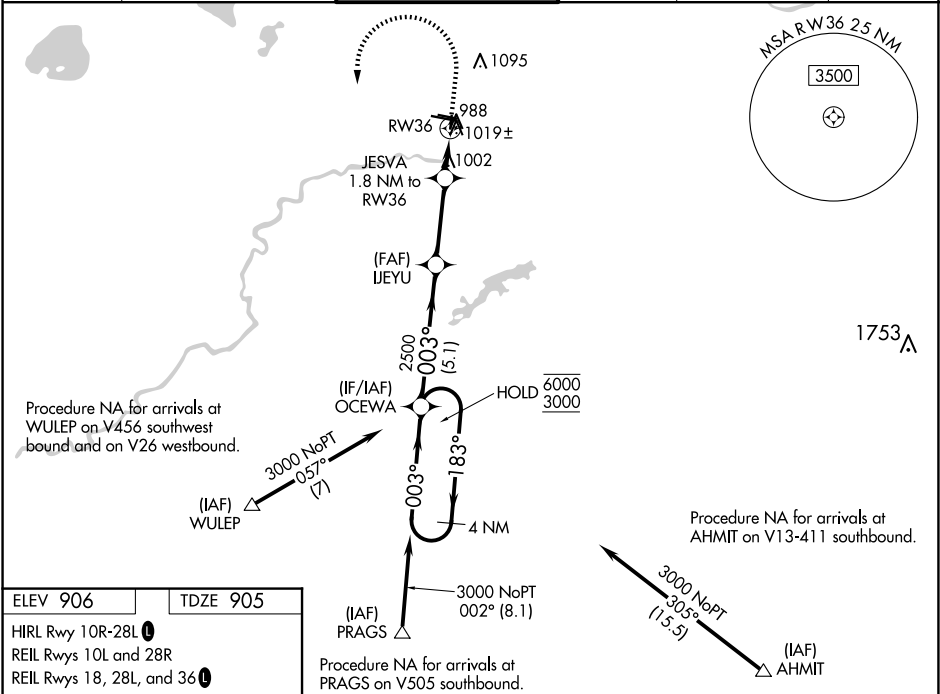 MSA RW36 25 NM
3500
1095
988
RW36
1019±
1002
JESVA
1.8 NM to
RW36
(FAF)
IJEYU
1753
2500
003°
(5.1)
(IF/IAF)
OCEWA
HOLD 6000
3000
Procedure NA for arrivals at
WULEP on V456 southwest
bound and on V26 westbound.
3000 NoPT
057°
(7)
(IAF)
WULEP
003°
183°
4 NM
Procedure NA for arrivals at
AHMIT on V13-411 southbound.
3000 NoPT
002° (8.1)
(IAF)
PRAGS
3000 NoPT
305°
(15.5)
(IAF)
AHMIT
Procedure NA for arrivals at
PRAGS on V505 southbound.
ELEV 906
TDZE 905
HIRL Rwy 10R-28L L
REIL Rwys 10L and 28R
REIL Rwys 18, 28L, and 36 L